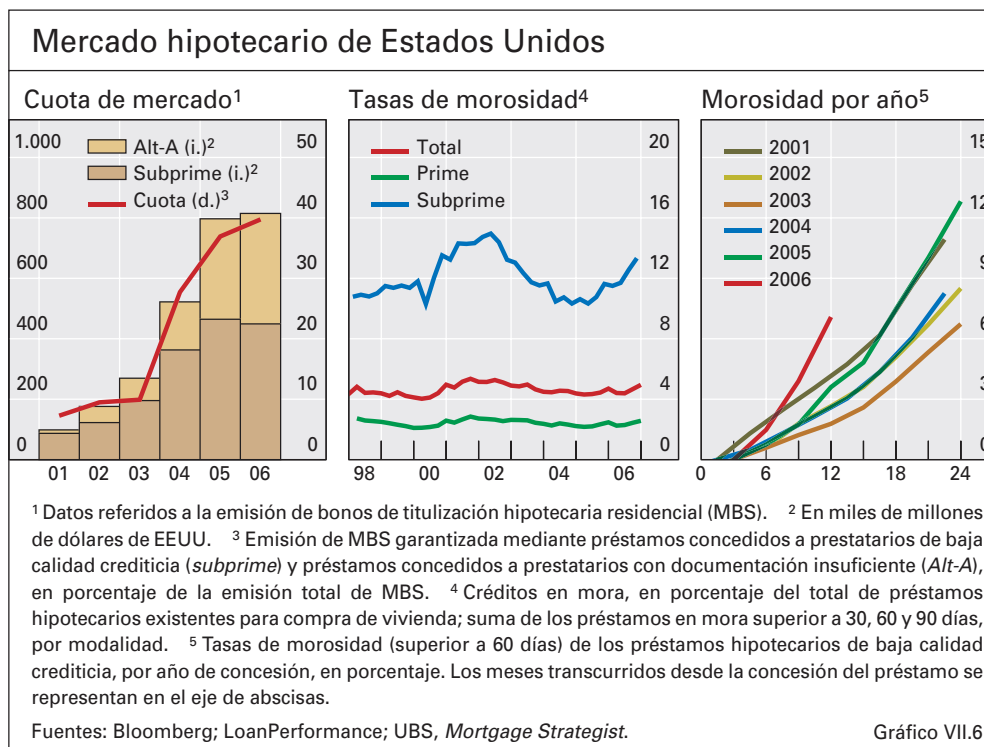 Mercado hipotecario de Estados Unidos
Cuota de mercado1
Tasas de morosidad4
Morosidad por año5
1.000
800
600
400
200
0
Alt-A (i.)2
Subprime (i.)2
Cuota (d.)3
50
40
30
20
10
0
01 02 03 04 05 06
Total
Prime
Subprime
20
16
12
8
4
0
98 00 02 04 06
2001
2002
2003
2004
2005
2006
15
12
9
6
3
0
0 6 12 18 24
1 Datos referidos a la emisión de bonos de titulización hipotecaria residencial (MBS). 2 En miles de millones
de dólares de EEUU. 3 Emisión de MBS garantizada mediante préstamos concedidos a prestatarios de baja
calidad crediticia (subprime) y préstamos concedidos a prestatarios con documentación insuficiente (Alt-A),
en porcentaje de la emisión total de MBS. 4 Créditos en mora, en porcentaje del total de préstamos
hipotecarios existentes para compra de vivienda; suma de los préstamos en mora superior a 30, 60 y 90 días,
por modalidad. 5 Tasas de morosidad (superior a 60 días) de los préstamos hipotecarios de baja calidad
crediticia, por año de concesión, en porcentaje. Los meses transcurridos desde la concesión del préstamo se
representan en el eje de abscisas.
Fuentes: Bloomberg; LoanPerformance; UBS, Mortgage Strategist. Gráfico VII.6